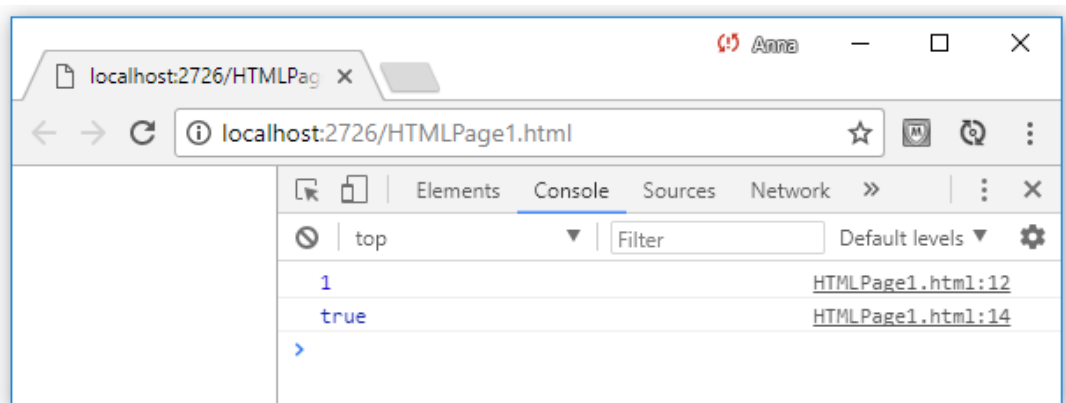 Anna
localhost:2726/HTMLPag
localhost:2726/HTMLPage1.html
Elements Console Sources Network »
top Filter Default levels
1 HTMLPage1.html:12
true HTMLPage1.html:14
>